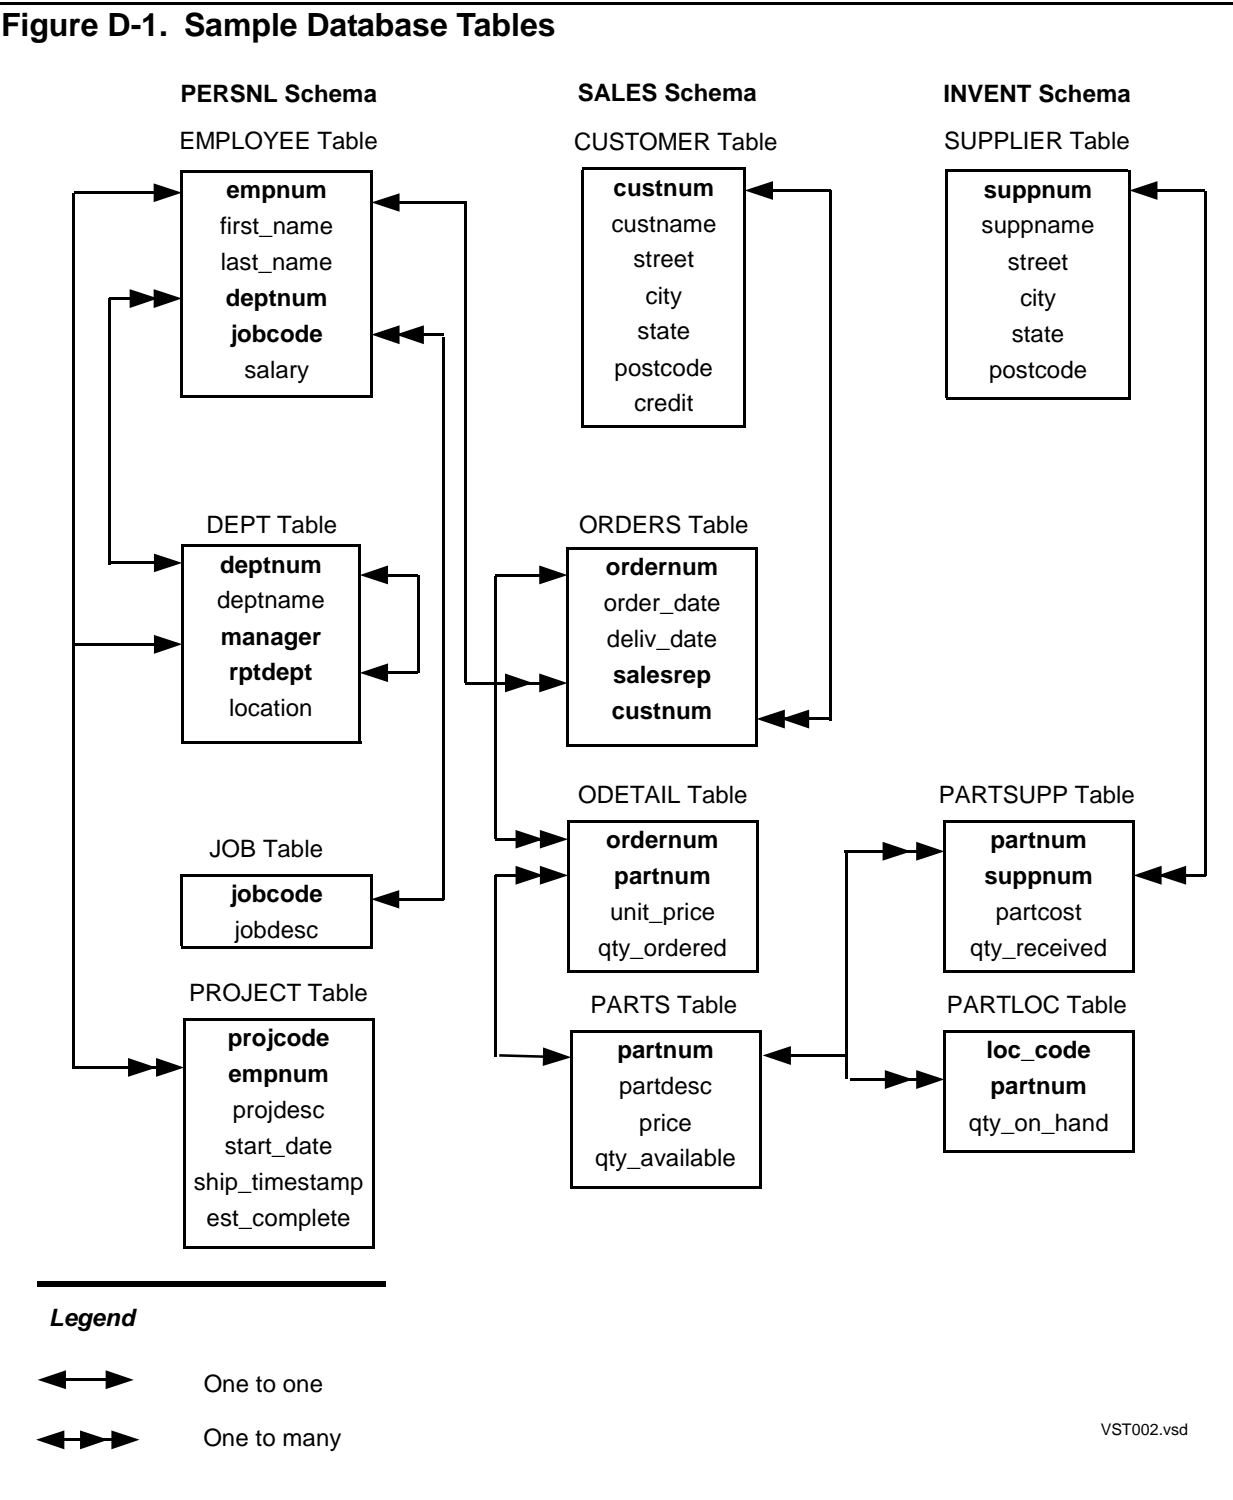 Figure D-1. Sample Database Tables
PERSNL Schema
EMPLOYEE Table
empnum
first_name
last_name
deptnum
jobcode
salary
DEPT Table
deptnum
deptname
manager
rptdept
location
JOB Table
jobcode
jobdesc
PROJECT Table
projcode
empnum
projdesc
start_date
ship_timestamp
est_complete
SALES Schema
CUSTOMER Table
custnum
custname
street
city
state
postcode
credit
ORDERS Table
ordernum
order_date
deliv_date
salesrep
custnum
ODETAIL Table
ordernum
partnum
unit_price
qty_ordered
PARTS Table
partnum
partdesc
price
qty_available
INVENT Schema
SUPPLIER Table
suppnum
suppname
street
city
state
postcode
PARTSUPP Table
partnum
suppnum
partcost
qty_received
PARTLOC Table
loc_code
partnum
qty_on_hand
Legend
One to one
One to many
VST002.vsd